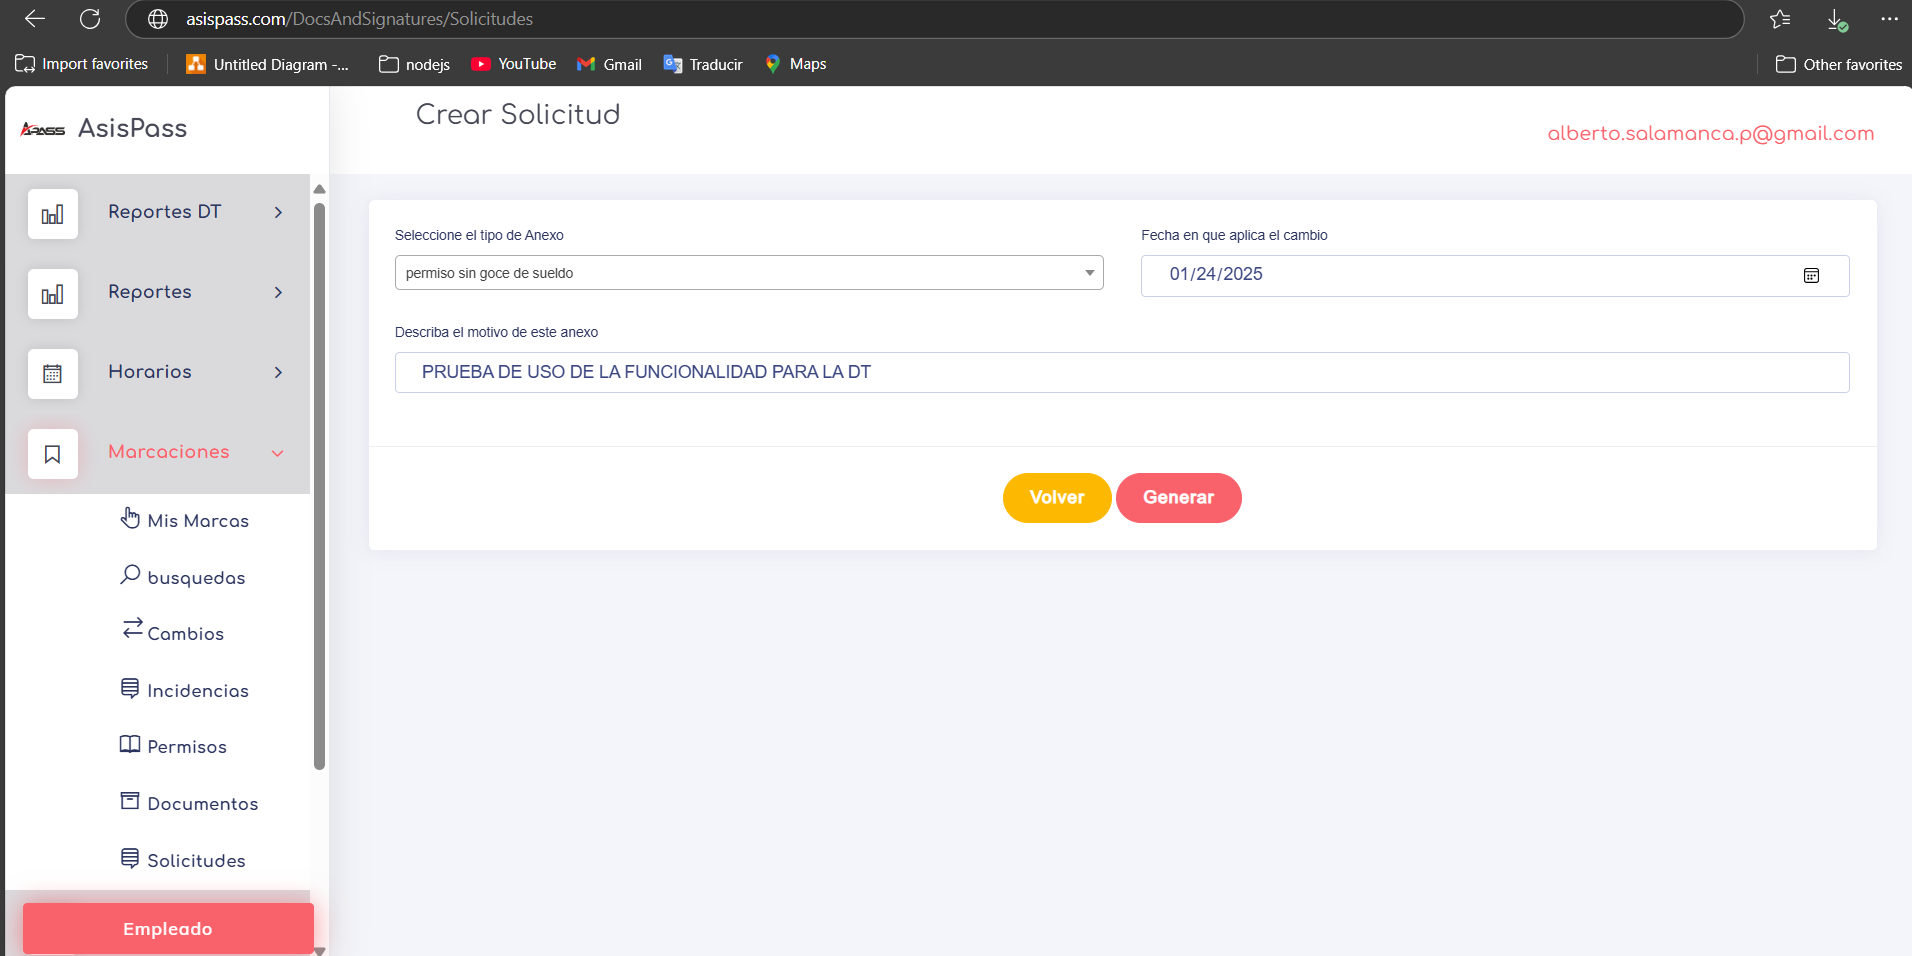 asispass.com/DocsAndSignatures/Solicitudes
Import favorites
Untitled Diagram -...
nodejs
YouTube
Gmail
Traducir
Maps
Other favorites
APASS AsisPass
Crear Solicitud
alberto.salamanca.p@gmail.com
Reportes DT
Reportes
Horarios
Marcaciones
Mis Marcas
busquedas
Cambios
Incidencias
Permisos
Documentos
Solicitudes
Empleado
Seleccione el tipo de Anexo
permiso sin goce de sueldo
Fecha en que aplica el cambio
01/24/2025
Describa el motivo de este anexo
PRUEBA DE USO DE LA FUNCIONALIDAD PARA LA DT
Volver
Generar